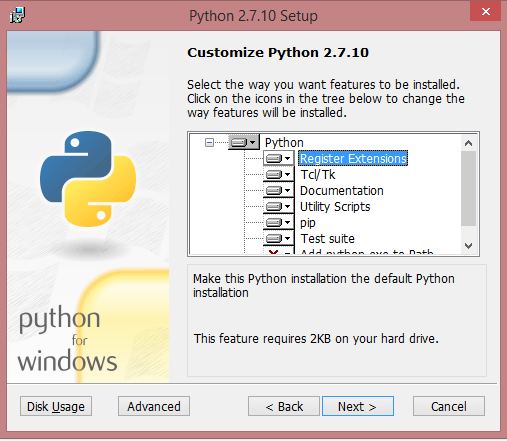 Python 2.7.10 Setup
Customize Python 2.7.10
Select the way you want features to be installed.
Click on the icons in the tree below to change the
way features will be installed.
Python
Register Extensions
Tcl/Tk
Documentation
Utility Scripts
pip
Test suite
Add python.exe to Path
Make this Python installation the default Python
installation
This feature requires 2KB on your hard drive.
python
for
windows
Disk Usage
Advanced
< Back
Next >
Cancel